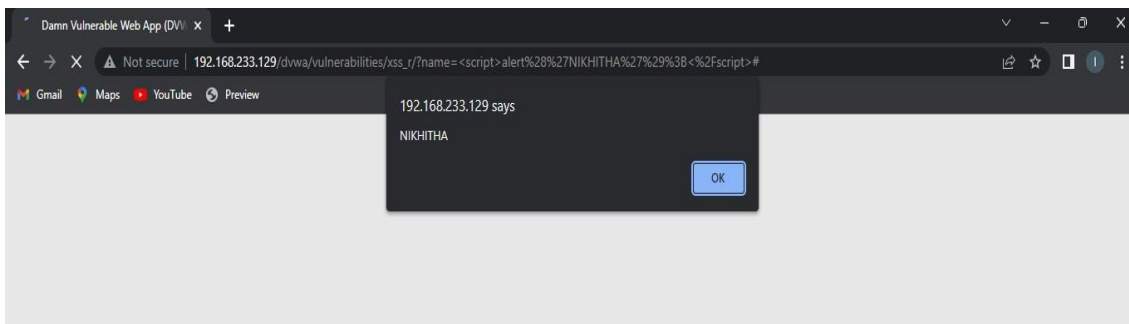 Damn Vulnerable Web App (DVW
Not secure | 192.168.233.129/dvwa/vulnerabilities/xss_r/?name=<script>alert%28%27NIKHITHA%27%29%3B<%2Fscript>#
Gmail Maps YouTube Preview
192.168.233.129 says
NIKHITHA
OK